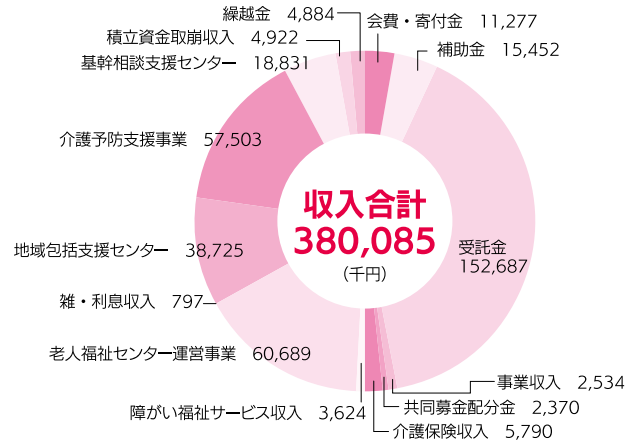 繰越金 4,884
会費・寄付金 11,277
積立資金取崩収入 4,922
補助金 15,452
基幹相談支援センター 18,831
介護予防支援事業 57,503
収入合計
380,085
(千円)
受託金
152,687
地域包括支援センター 38,725
雑・利息収入 797
老人福祉センター運営事業 60,689
事業収入 2,534
障がい福祉サービス収入 3,624
共同募金配分金 2,370
介護保険収入 5,790